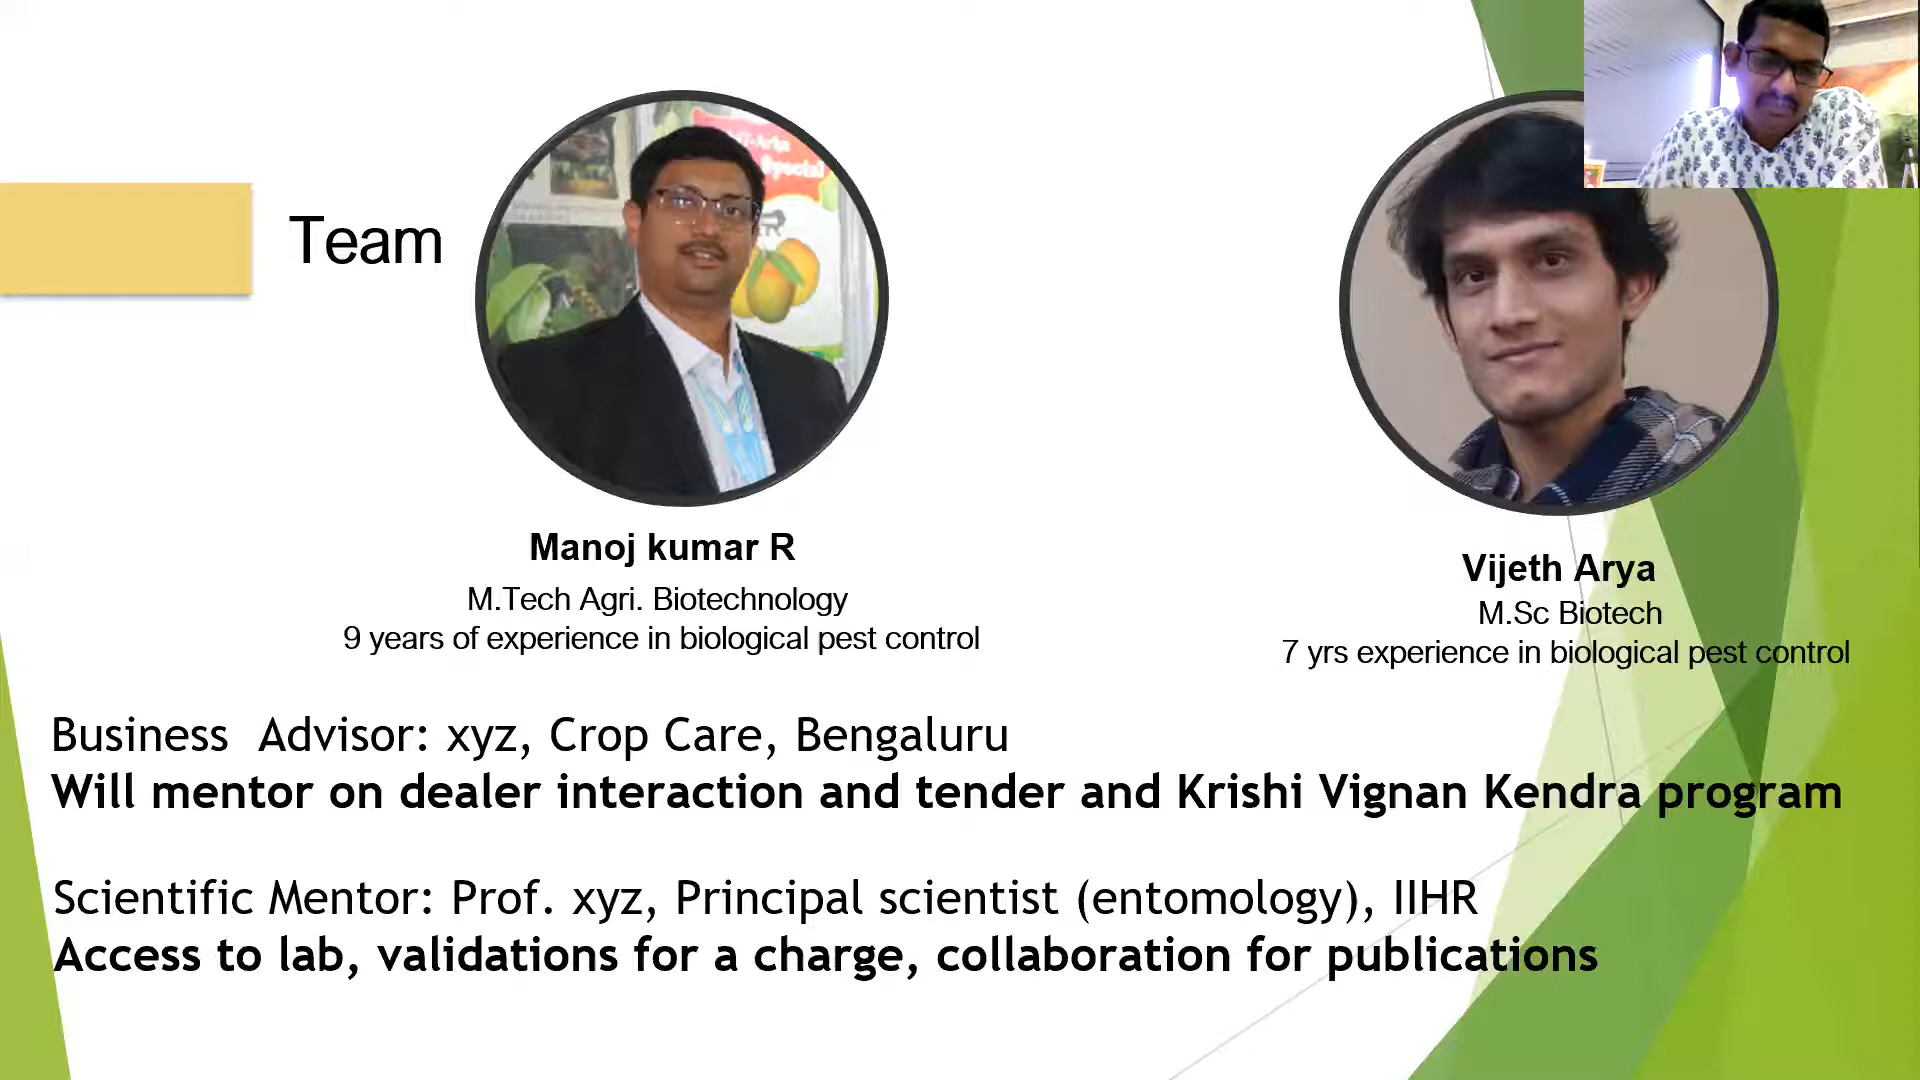 Team
Special
Manoj kumar R
M.Tech Agri. Biotechnology
9 years of experience in biological pest control
Vijeth Arya
M.Sc Biotech
7 yrs experience in biological pest control
Business Advisor: xyz, Crop Care, Bengaluru
Will mentor on dealer interaction and tender and Krishi Vignan Kendra program
Scientific Mentor: Prof. xyz, Principal scientist (entomology), IIHR
Access to lab, validations for a charge, collaboration for publications